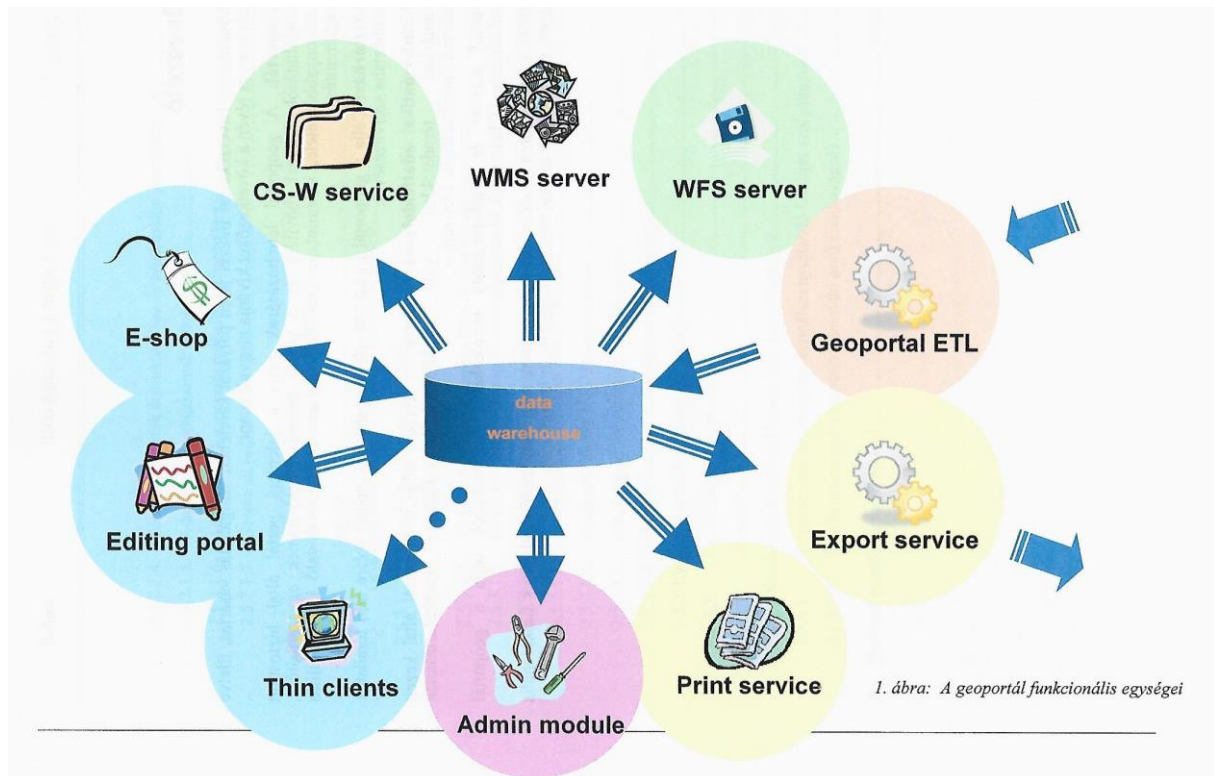 WMS server
CS-W service
WFS server
E-shop
Geoportal ETL
data
warehouse
Editing portal
Export service
Thin clients
Print service
Admin module
1. ábra: A geoportál funkcionális egységei